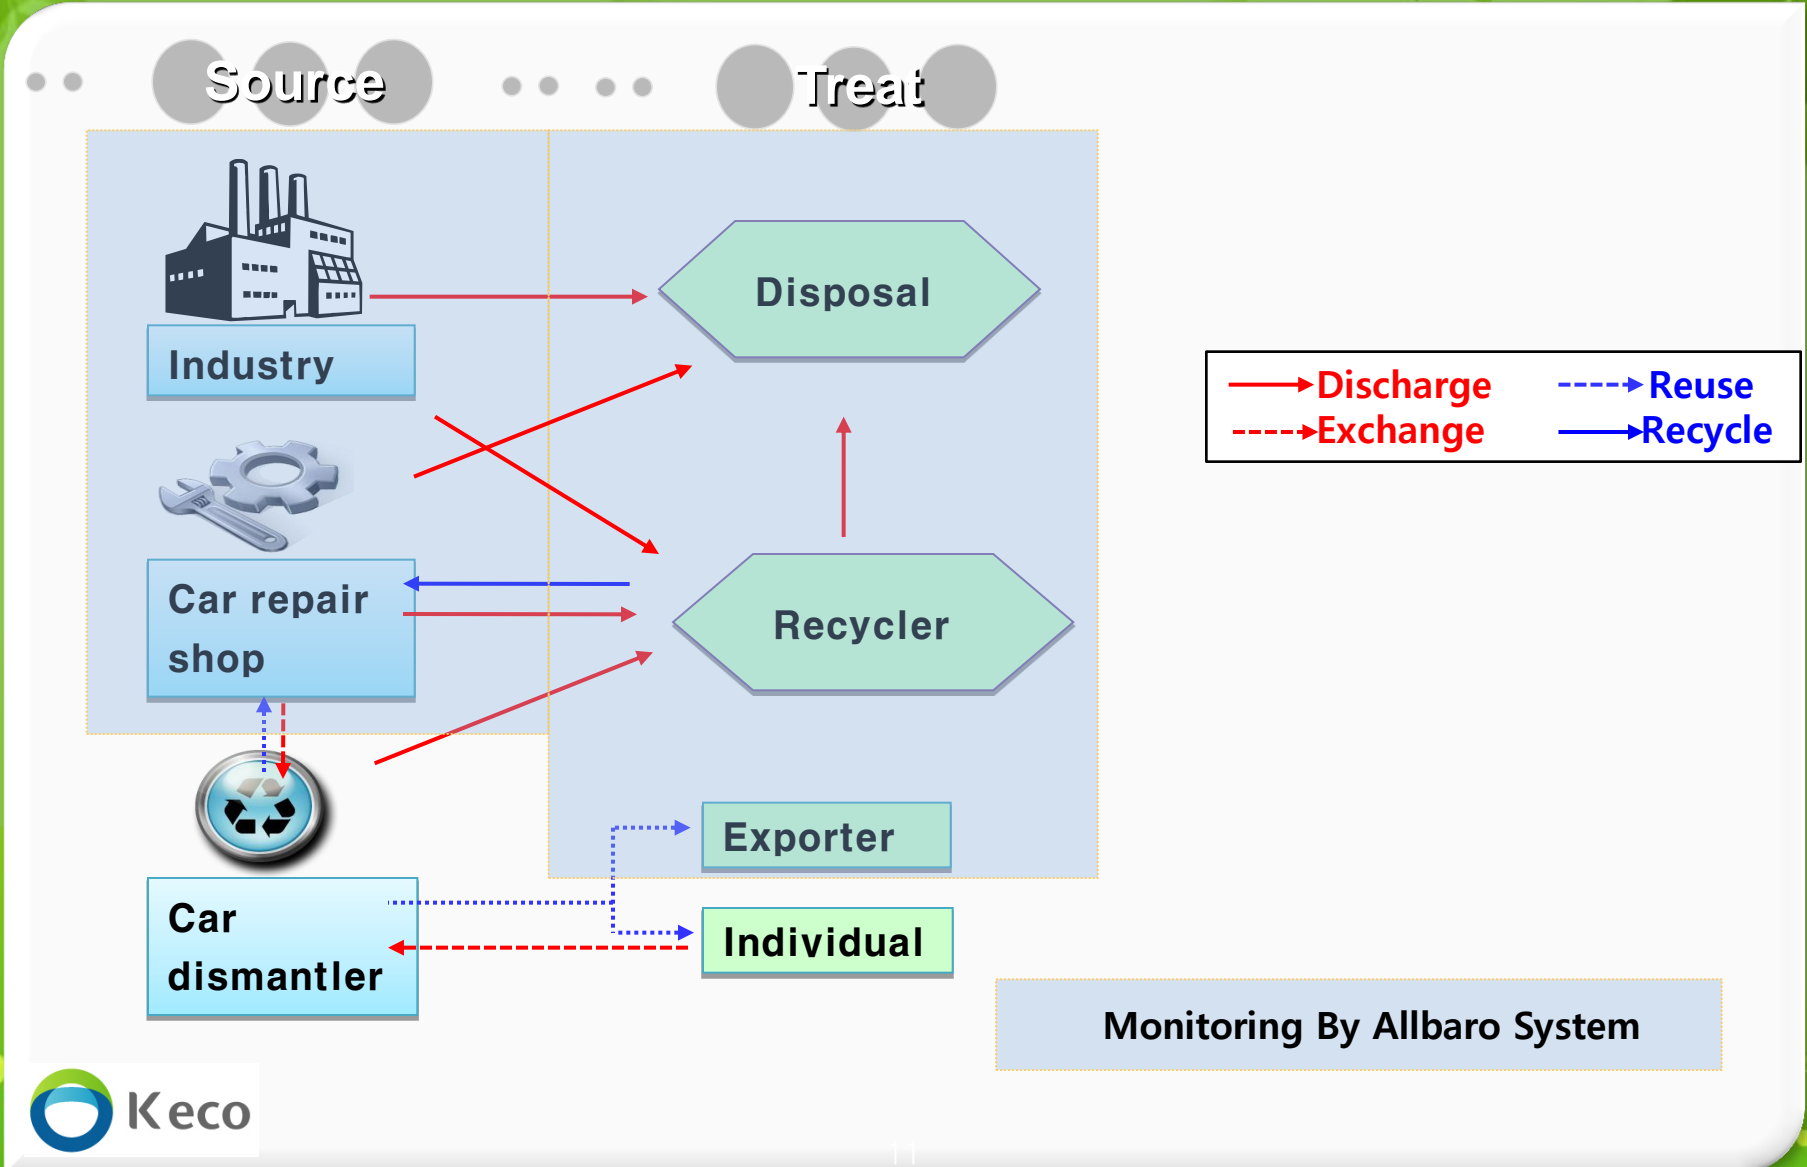 Source
Treat
Industry
Disposal
Discharge
Reuse
Exchange
Recycle
Car repair
shop
Recycler
Exporter
Car
dismantler
Individual
Monitoring By Allbaro System
Keco
11